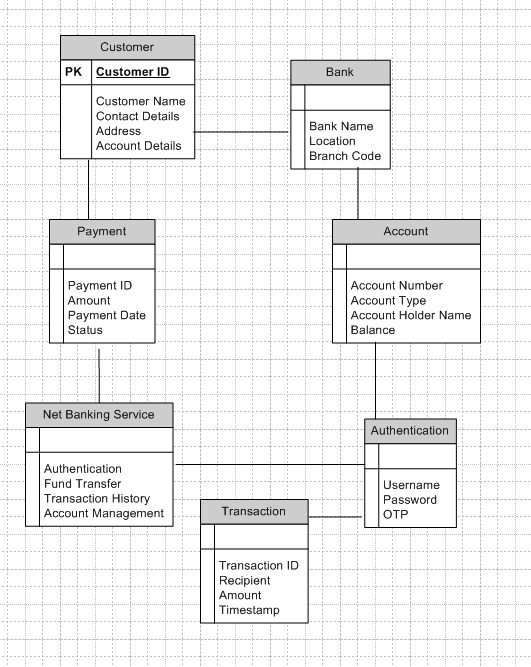 Customer
PK Customer ID
Customer Name
Contact Details
Address
Account Details
Bank
Bank Name
Location
Branch Code
Payment
Payment ID
Amount
Payment Date
Status
Account
Account Number
Account Type
Account Holder Name
Balance
Net Banking Service
Authentication
Fund Transfer
Transaction History
Account Management
Authentication
Username
Password
OTP
Transaction
Transaction ID
Recipient
Amount
Timestamp